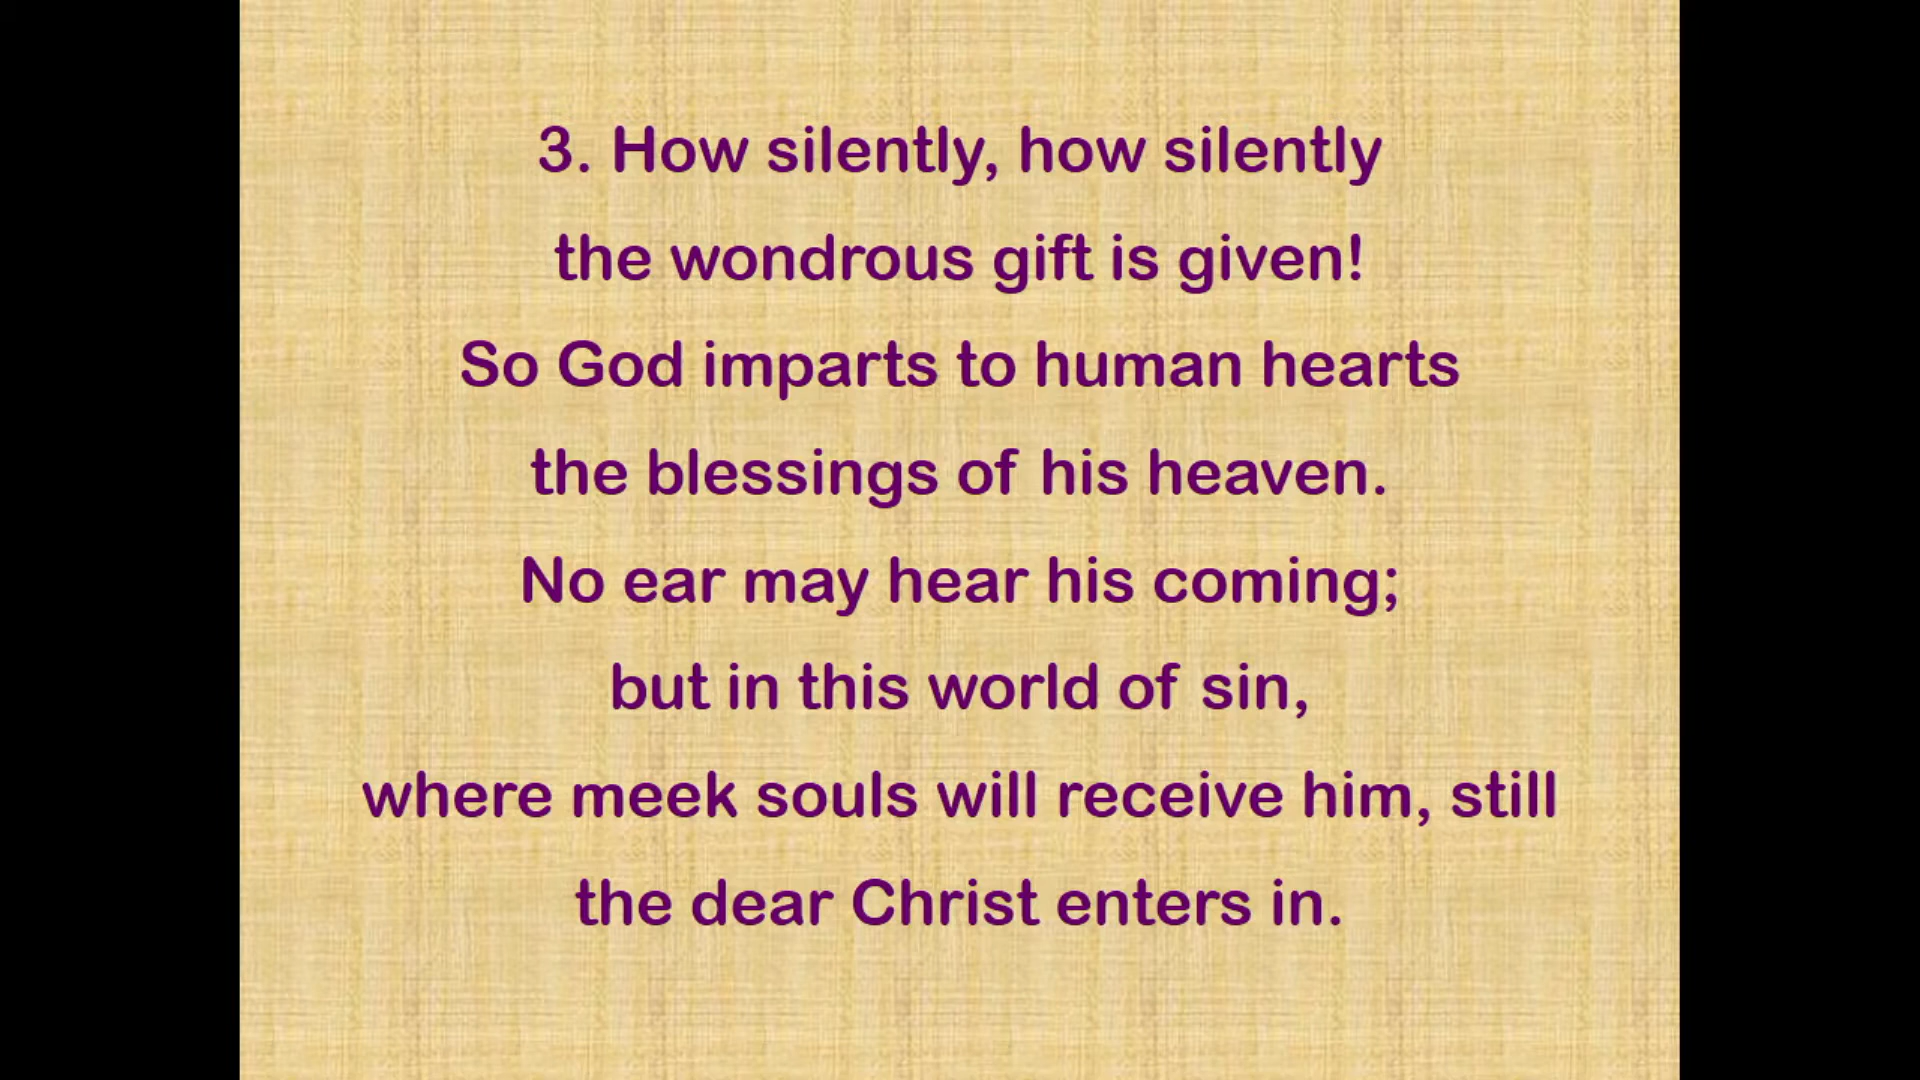 3. How silently, how silently
the wondrous gift is given!
So God imparts to human hearts
the blessings of his heaven.
No ear may hear his coming;
but in this world of sin,
where meek souls will receive him, still
the dear Christ enters in.